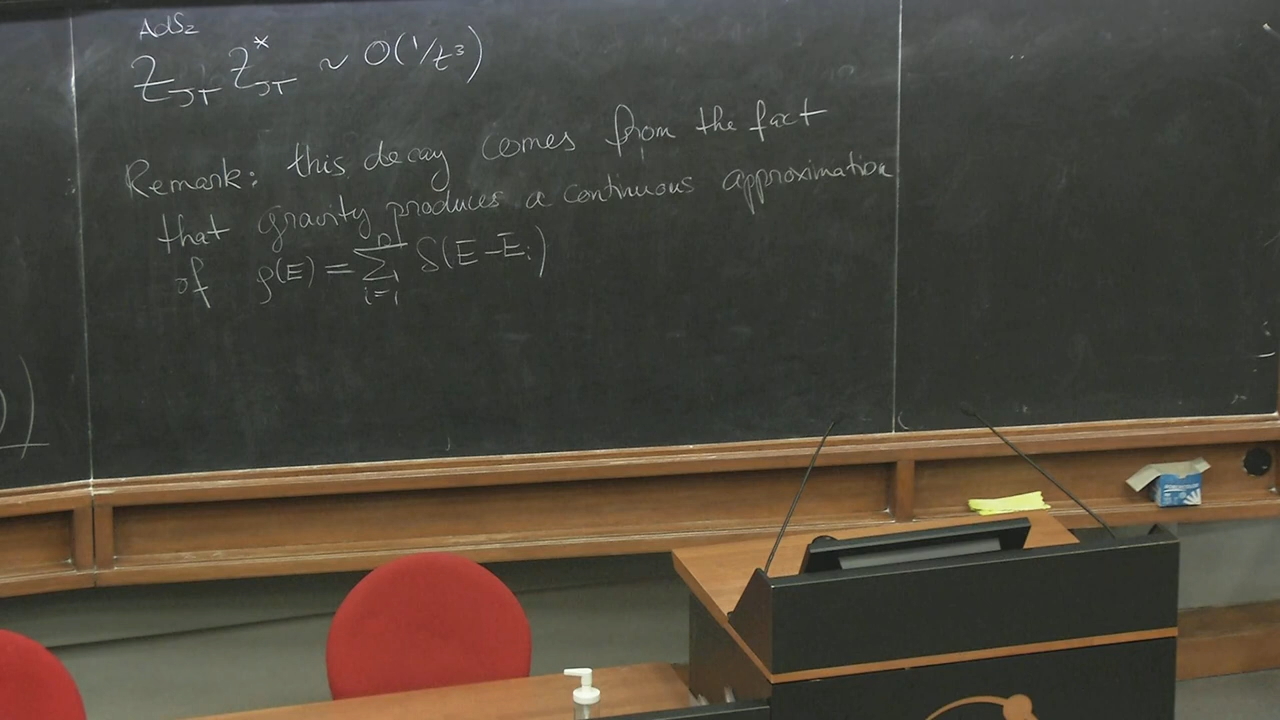 AdS₂
Z_JT Z*_JT ~ O(1/t³)
Remark: this decay comes from the fact
that gravity produces a continuous approximation
of ρ(E) = Σ_{i=1}^{n} δ(E-E_i)
)